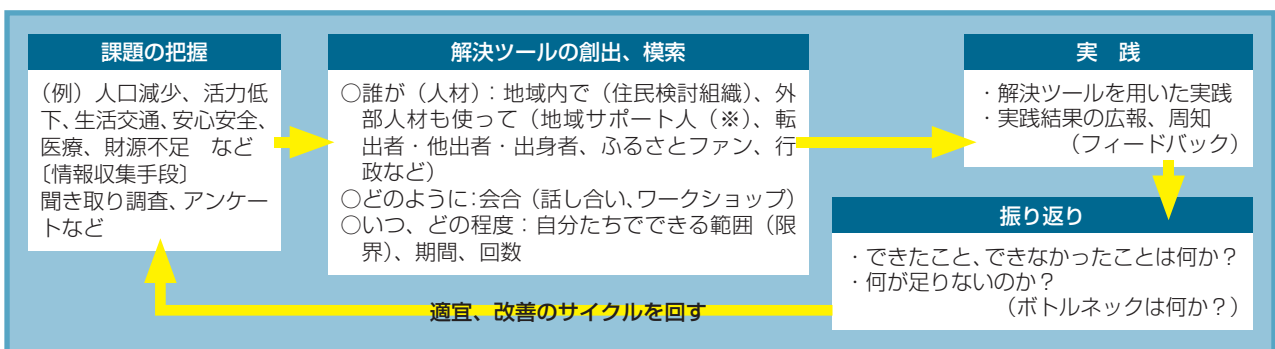 課題の把握
（例）人口減少、活力低
下、生活交通、安心安全、
医療、財源不足　など
〔情報収集手段〕
聞き取り調査、アンケー
トなど
解決ツールの創出、模索
○誰が（人材）：地域内で（住民検討組織）、外
部人材も使って（地域サポート人（※）、転
出者・他出者・出身者、ふるさとファン、行
政など）
○どのように：会合（話し合い、ワークショップ）
○いつ、どの程度：自分たちでできる範囲（限
界）、期間、回数
実　践
・解決ツールを用いた実践
・実践結果の広報、周知
（フィードバック）
振り返り
・できたこと、できなかったことは何か？
・何が足りないのか？
（ボトルネックは何か？）
適宜、改善のサイクルを回す